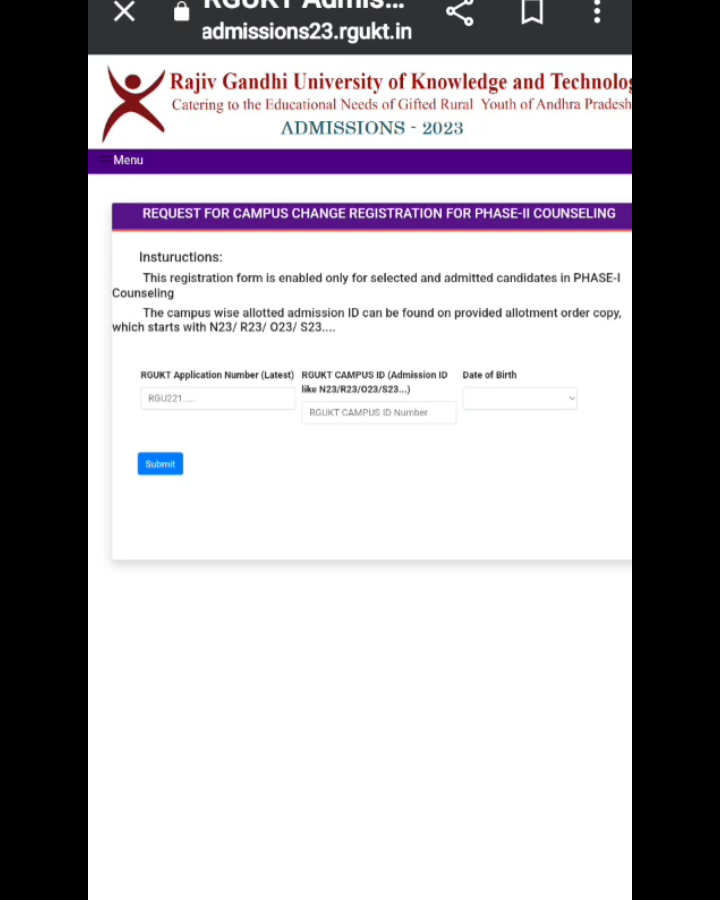 RGUKT Admis...
admissions23.rgukt.in
Rajiv Gandhi University of Knowledge and Technolog
Catering to the Educational Needs of Gifted Rural Youth of Andhra Pradesh
ADMISSIONS - 2023
Menu
REQUEST FOR CAMPUS CHANGE REGISTRATION FOR PHASE-II COUNSELING
Instuructions:
This registration form is enabled only for selected and admitted candidates in PHASE-I
Counseling
The campus wise allotted admission ID can be found on provided allotment order copy,
which starts with N23/ R23/ O23/ S23....
RGUKT Application Number (Latest) RGUKT CAMPUS ID (Admission ID Date of Birth
like N23/R23/O23/S23...)
RGU221.....
RGUKT CAMPUS ID Number
Submit